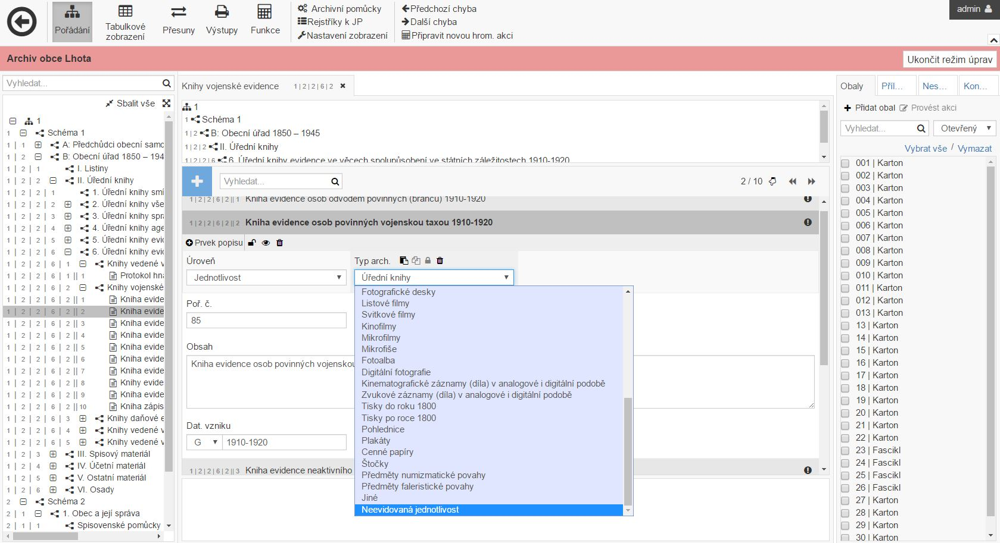 Pořádání
Tabulkové
zobrazení
Přesuny
Výstupy
Funkce
Archivní pomůcky
Rejstříky k JP
Nastavení zobrazení
Předchozí chyba
Další chyba
Připravit novou hrom. akci
admin
Archiv obce Lhota
Ukončit režim úprav
Vyhledat...
Sbalit vše
1
1 Schéma 1
1 | 1 A: Předchůdci obecní samo
1 | 2 B: Obecní úřad 1850 – 194
1 | 2 | 1 I. Listiny
1 | 2 | 2 II. Úřední knihy
1 | 2 | 2 | 1 1. Úřední knihy smí
1 | 2 | 2 | 2 2. Úřední knihy vše
1 | 2 | 2 | 3 3. Úřední knihy spr
1 | 2 | 2 | 4 4. Úřední knihy age
1 | 2 | 2 | 5 5. Úřední knihy evi
1 | 2 | 2 | 6 6. Úřední knihy evi
1 | 2 | 2 | 6 | 1 Knihy vedené v
1 | 2 | 2 | 6 | 1 || 1 Protokol hn
1 | 2 | 2 | 6 | 2 Knihy vojenské
1 | 2 | 2 | 6 | 2 || 1 Kniha evide
1 | 2 | 2 | 6 | 2 || 2 Kniha evide
1 | 2 | 2 | 6 | 2 || 3 Kniha evide
1 | 2 | 2 | 6 | 2 || 4 Kniha evide
1 | 2 | 2 | 6 | 2 || 5 Kniha evide
1 | 2 | 2 | 6 | 2 || 6 Kniha evide
1 | 2 | 2 | 6 | 2 || 7 Kniha evide
1 | 2 | 2 | 6 | 2 || 8 Knihy evide
1 | 2 | 2 | 6 | 2 || 9 Kniha evide
1 | 2 | 2 | 6 | 2 || 10 Kniha zápis
1 | 2 | 2 | 6 | 3 Knihy daňové e
1 | 2 | 2 | 6 | 4 Knihy vedené v
1 | 2 | 2 | 6 | 5 Knihy vedené v
1 | 2 | 3 III. Spisový materiál
1 | 2 | 4 IV. Účetní materiál
1 | 2 | 5 V. Ostatní materiál
1 | 2 | 6 VI. Osady
2 Schéma 2
2 | 1 1. Obec a její správa
2 | 1 | 1 Spisovenské pomůcky
Knihy vojenské evidence 1 | 2 | 2 | 6 | 2
1
1 Schéma 1
1 | 2 B: Obecní úřad 1850 – 1945
1 | 2 | 2 II. Úřední knihy
1 | 2 | 2 | 6 6. Úřední knihy evidence ve věcech spolupůsobení ve státních záležitostech 1910-1920
Vyhledat...
2 / 10
1 | 2 | 2 | 6 | 2 || 1 Kniha evidence osob odvodem povinných (branců) 1910-1920
1 | 2 | 2 | 6 | 2 || 2 Kniha evidence osob povinných vojenskou taxou 1910-1920
Prvek popisu
Úroveň
Typ arch.
Jednotlivost
Úřední knihy
Fotografické desky
Listové filmy
Svitkové filmy
Kinofilmy
Mikrofilmy
Mikrofiše
Fotoalba
Digitální fotografie
Kinematografické záznamy (díla) v analogové i digitální podobě
Zvukové záznamy (díla) v analogové i digitální podobě
Tisky do roku 1800
Tisky po roce 1800
Pohlednice
Plakáty
Cenné papíry
Štočky
Předměty numizmatické povahy
Předměty faleristické povahy
Jiné
Neevidovaná jednotlivost
Poř. č.
85
Obsah
Kniha evidence osob povinných vojenskou
Dat. vzniku
G
1910-1920
1 | 2 | 2 | 6 | 2 || 3 Kniha evidence neaktivního
Obaly
Příl...
Nes...
Kon...
Přidat obal
Provést akci
Vyhledat...
Otevřený
Vybrat vše / Vymazat
001 | Karton
002 | Karton
003 | Karton
004 | Karton
005 | Karton
006 | Karton
007 | Karton
008 | Karton
009 | Karton
010 | Karton
011 | Karton
012 | Karton
013 | Karton
13 | Karton
14 | Karton
15 | Karton
16 | Karton
17 | Karton
18 | Karton
19 | Karton
20 | Karton
21 | Karton
22 | Karton
23 | Fascikl
24 | Fascikl
25 | Fascikl
26 | Fascikl
27 | Karton
28 | Karton
29 | Karton
30 | Karton